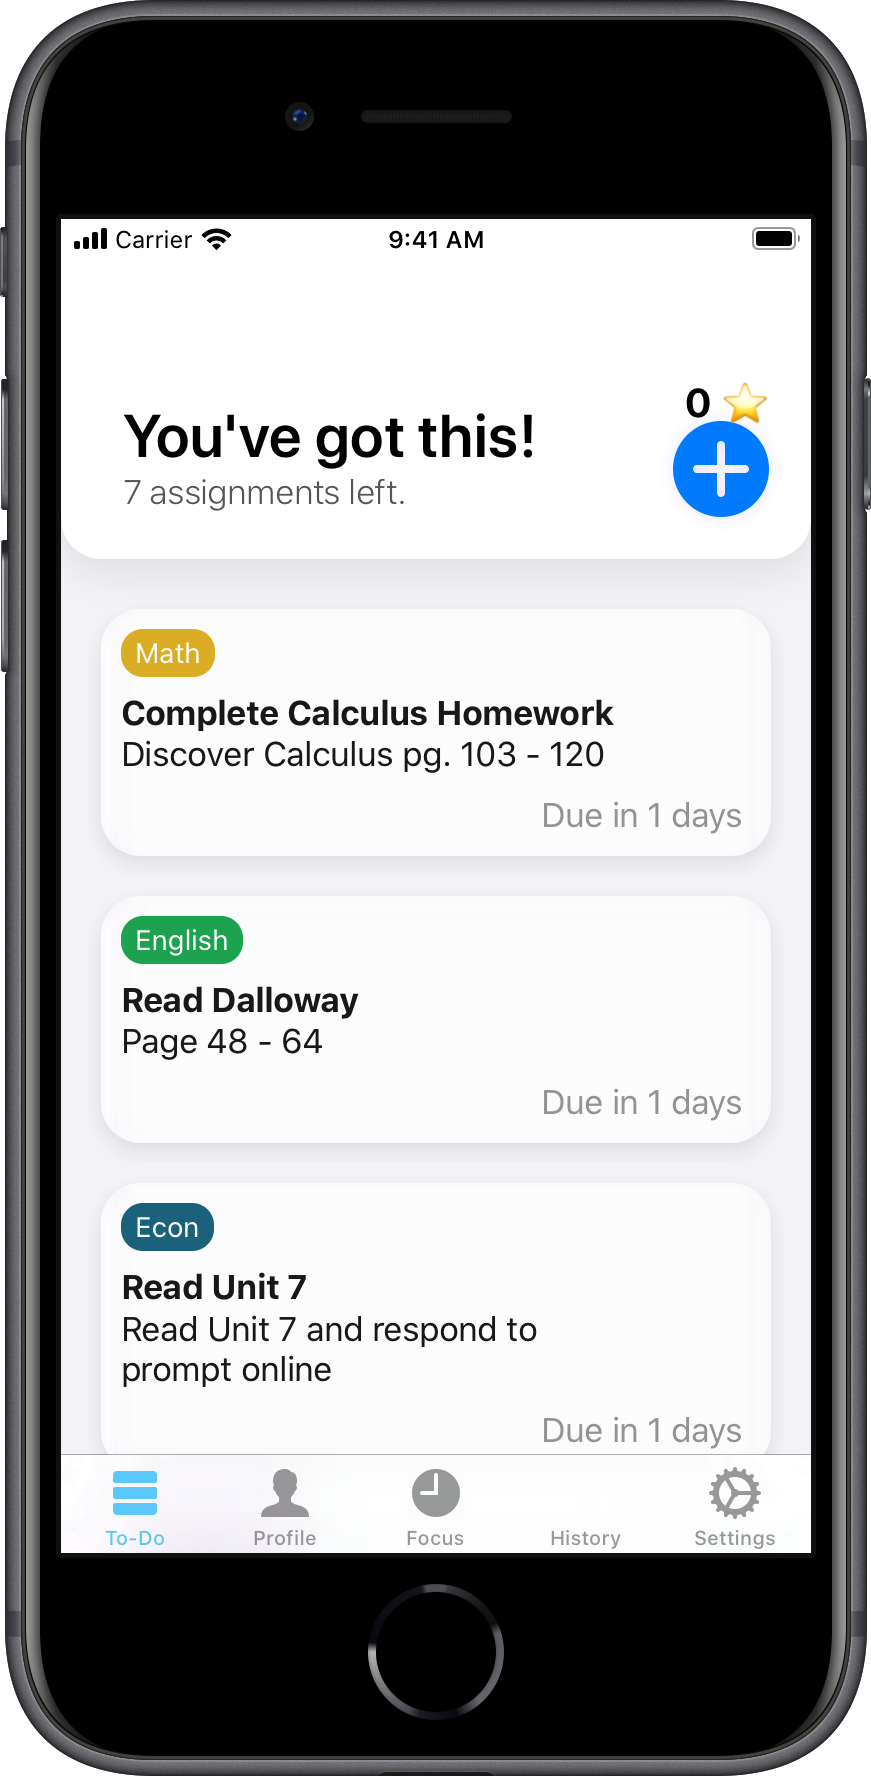 Carrier 9:41 AM
0
You've got this!
7 assignments left.
Math
Complete Calculus Homework
Discover Calculus pg. 103 - 120
Due in 1 days
English
Read Dalloway
Page 48 - 64
Due in 1 days
Econ
Read Unit 7
Read Unit 7 and respond to
prompt online
Due in 1 days
To-Do Profile Focus History Settings